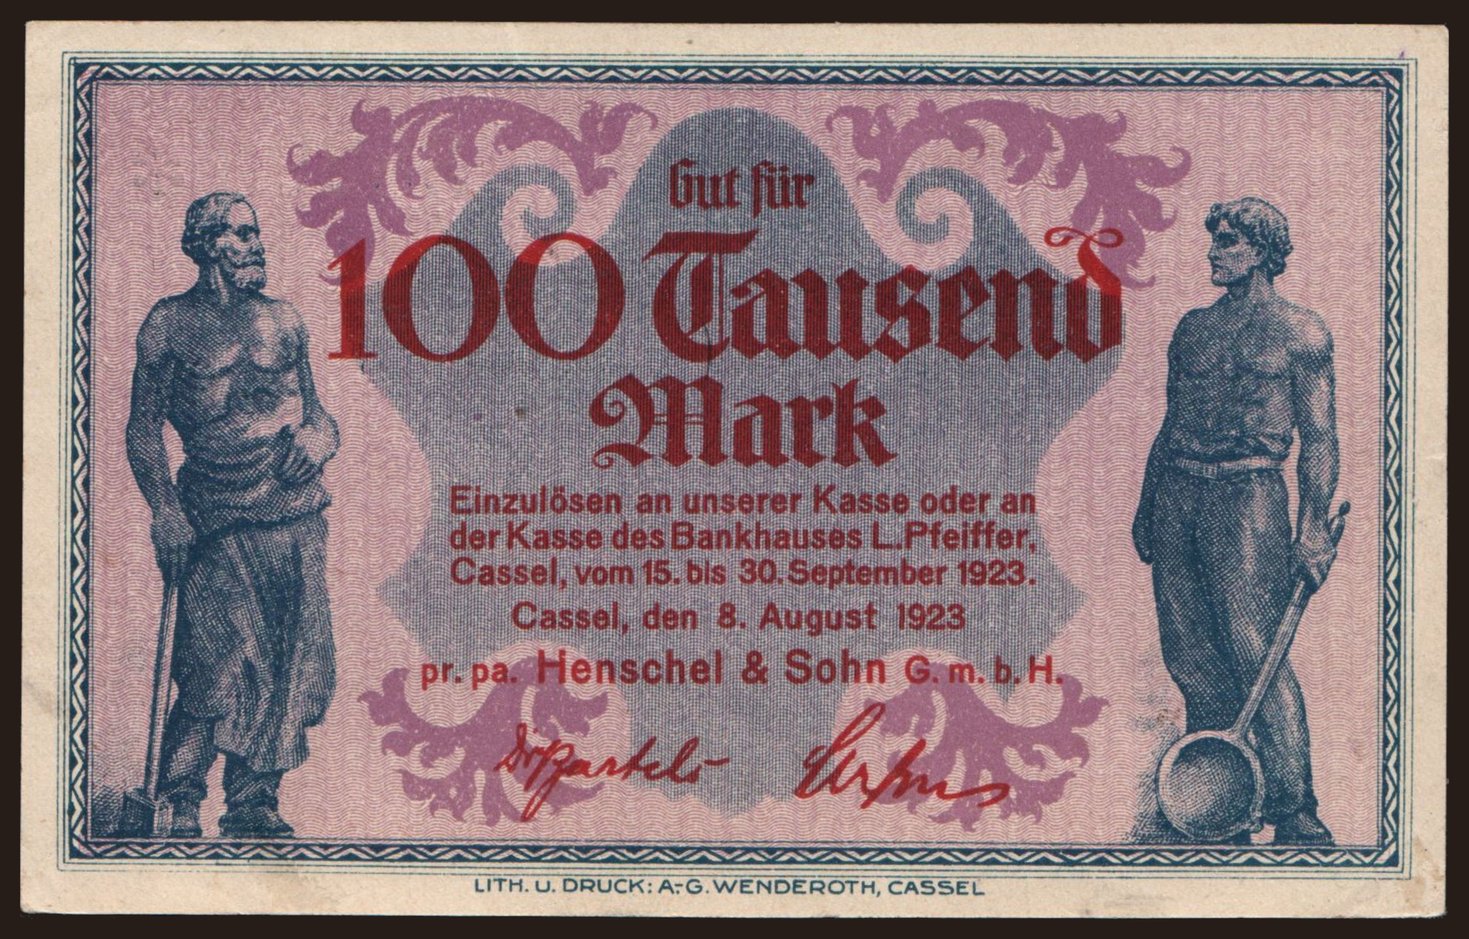 Gut für
100 Tausend
Mark
Einzulösen an unserer Kasse oder an
der Kasse des Bankhauses L. Pfeiffer,
Cassel, vom 15. bis 30. September 1923.
Cassel, den 8. August 1923
pr. pa. Henschel & Sohn G. m. b. H.
LITH. U. DRUCK: A.-G. WENDEROTH, CASSEL